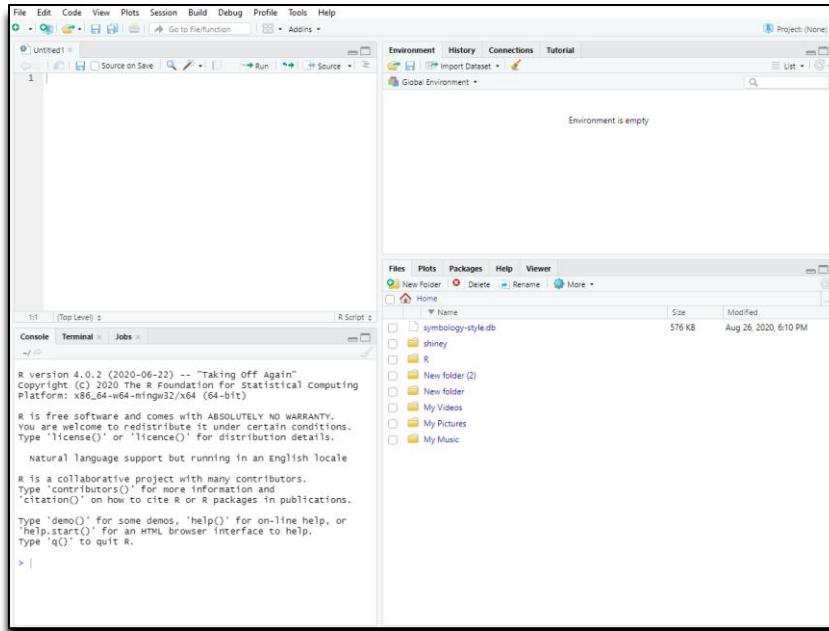 File Edit Code View Plots Session Build Debug Profile Tools Help
Go to file/function Addins Project: (None)
Untitled1
Source on Save Run Source
1
1:1 (Top Level) R Script
Console Terminal Jobs
~/
R version 4.0.2 (2020-06-22) -- "Taking Off Again"
Copyright (C) 2020 The R Foundation for Statistical Computing
Platform: x86_64-w64-mingw32/x64 (64-bit)
R is free software and comes with ABSOLUTELY NO WARRANTY.
You are welcome to redistribute it under certain conditions.
Type 'license()' or 'licence()' for distribution details.
Natural language support but running in an English locale
R is a collaborative project with many contributors.
Type 'contributors()' for more information and
'citation()' on how to cite R or R packages in publications.
Type 'demo()' for some demos, 'help()' for on-line help, or
'help.start()' for an HTML browser interface to help.
Type 'q()' to quit R.
>
Environment History Connections Tutorial
Import Dataset List
Global Environment
Environment is empty
Files Plots Packages Help Viewer
New Folder Delete Rename More
Home
Name Size Modified
symbology-style.db 576 KB Aug 26, 2020, 6:10 PM
shiney
R
New folder (2)
New folder
My Videos
My Pictures
My Music